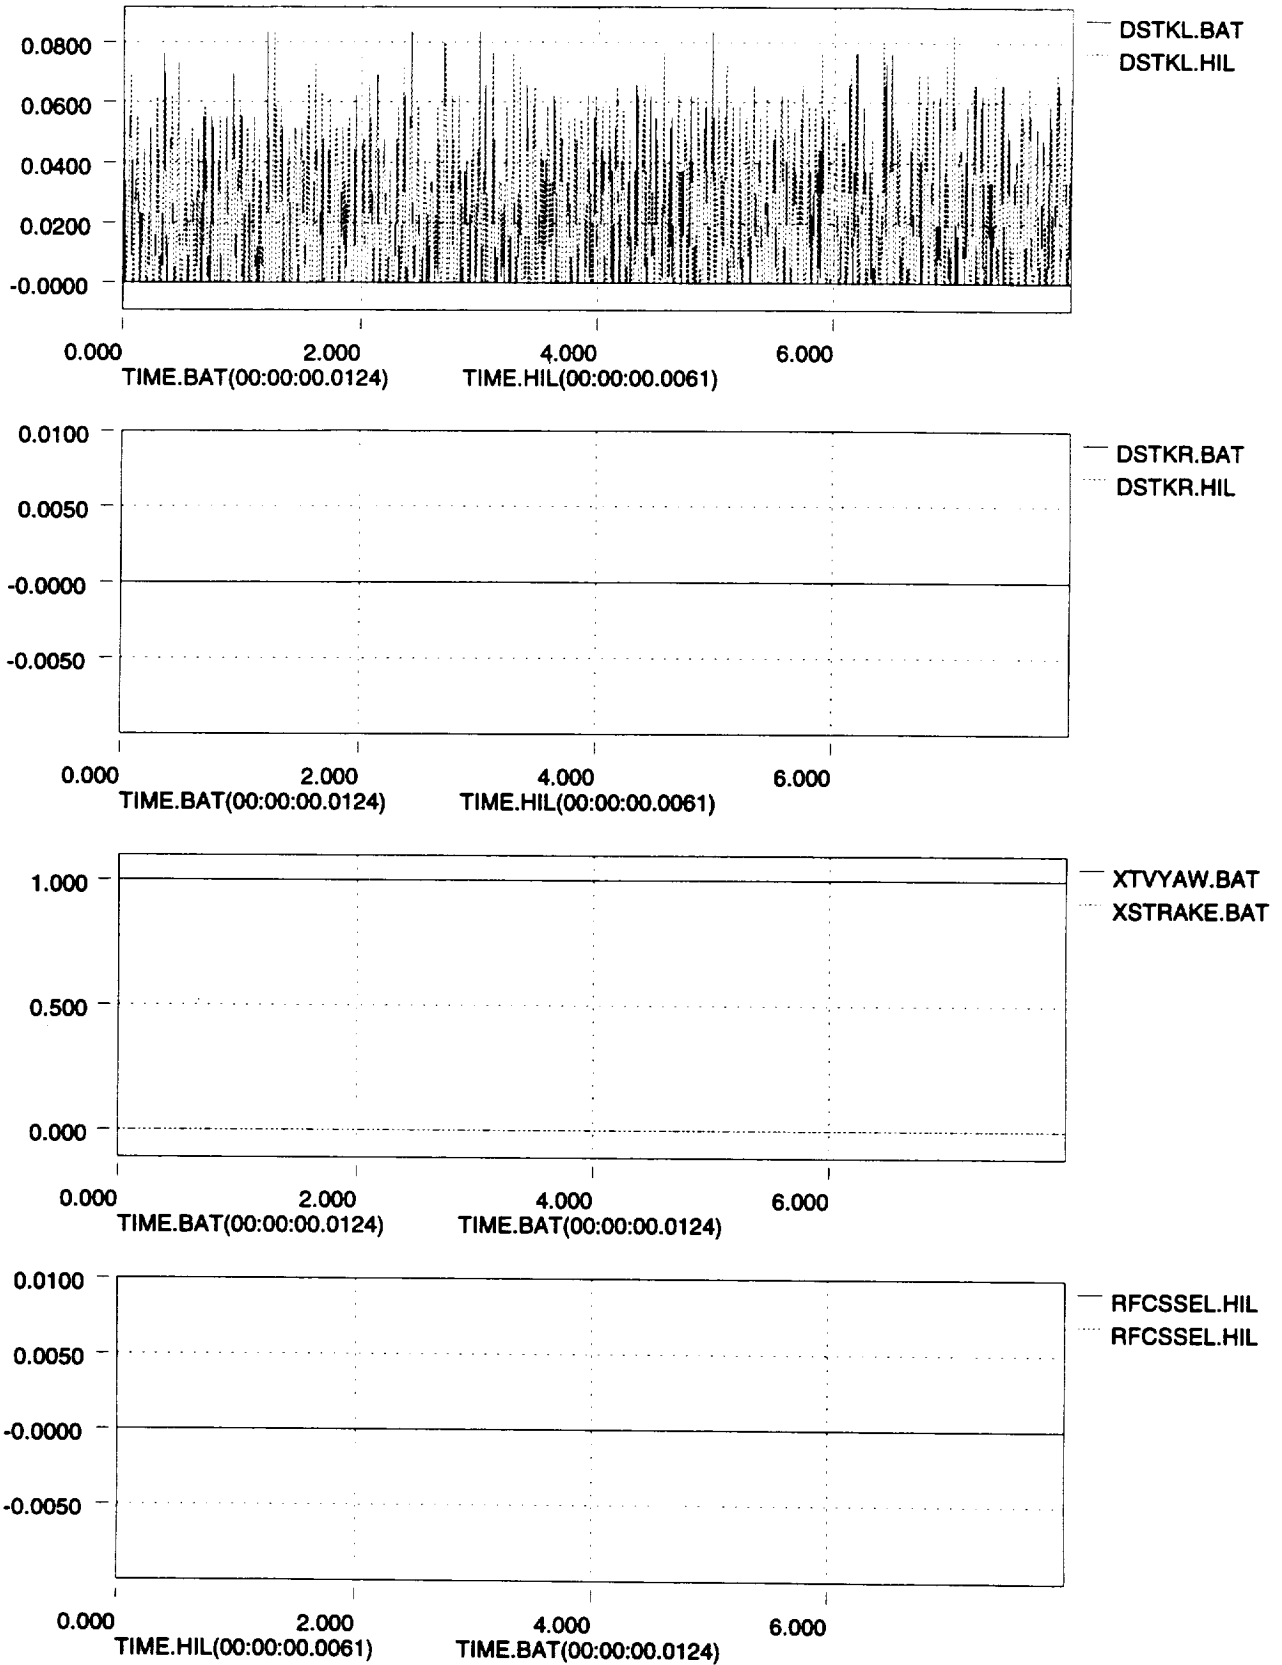 DSTKL.BAT
DSTKL.HIL
0.0800
0.0600
0.0400
0.0200
-0.0000
0.000 2.000 4.000 6.000
TIME.BAT(00:00:00.0124) TIME.HIL(00:00:00.0061)
0.0100
DSTKR.BAT
DSTKR.HIL
0.0050
-0.0000
-0.0050
0.000 2.000 4.000 6.000
TIME.BAT(00:00:00.0124) TIME.HIL(00:00:00.0061)
1.000
XTVYAW.BAT
XSTRAKE.BAT
0.500
0.000
0.000 2.000 4.000 6.000
TIME.BAT(00:00:00.0124) TIME.BAT(00:00:00.0124)
0.0100
RFCSSEL.HIL
RFCSSEL.HIL
0.0050
-0.0000
-0.0050
0.000 2.000 4.000 6.000
TIME.HIL(00:00:00.0061) TIME.BAT(00:00:00.0124)